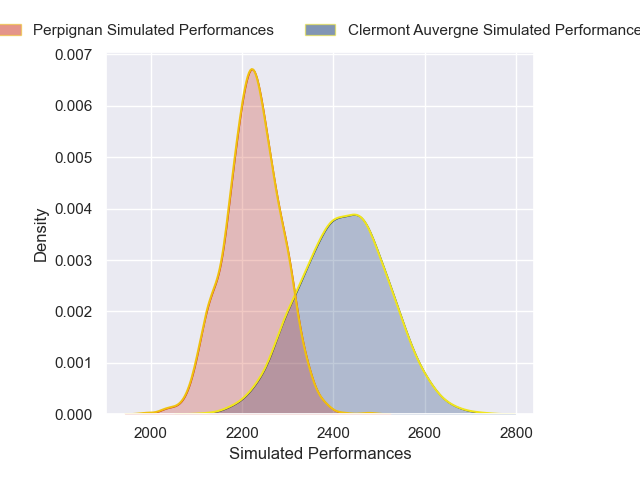 Perpignan Simulated Performances Clermont Auvergne Simulated Performance
0.007
0.006
0.005
0.004
0.003
0.002
0.001
0.000
Density
2000 2200 2400 2600 2800
Simulated Performances